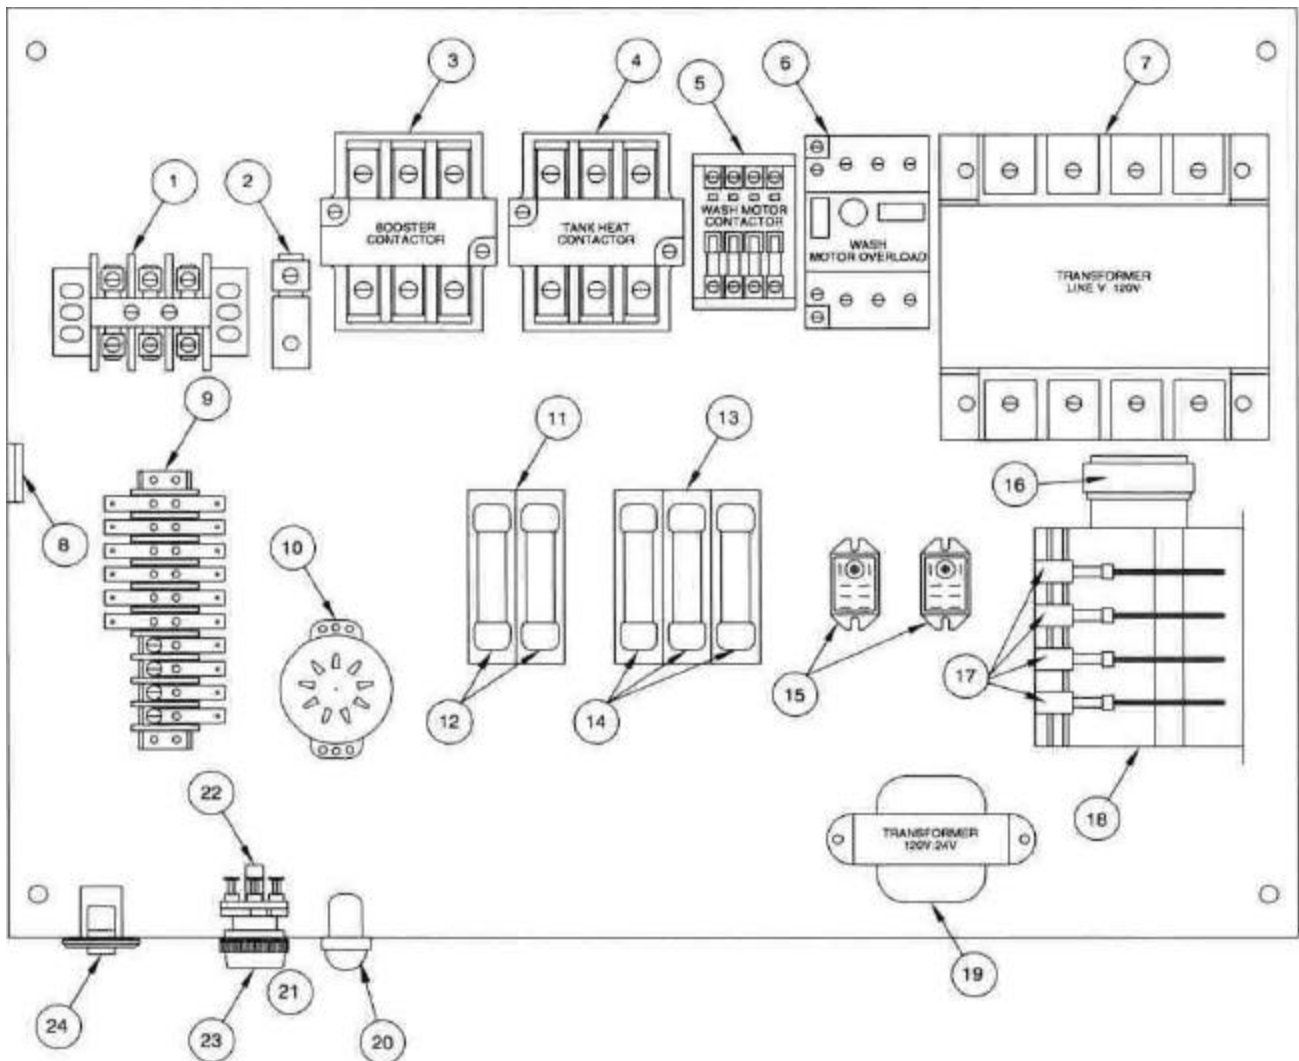 3
4
5
6
7
1
2
BOOSTER
CONTACTOR
TANK HEAT
CONTACTOR
WASH MOTOR
CONTACTOR
WASH
MOTOR OVERLOAD
TRANSFORMER
LINE V: 120V
9
11
13
16
8
10
17
12
14
15
22
18
TRANSFORMER
120V:24V
19
21
24
23
20